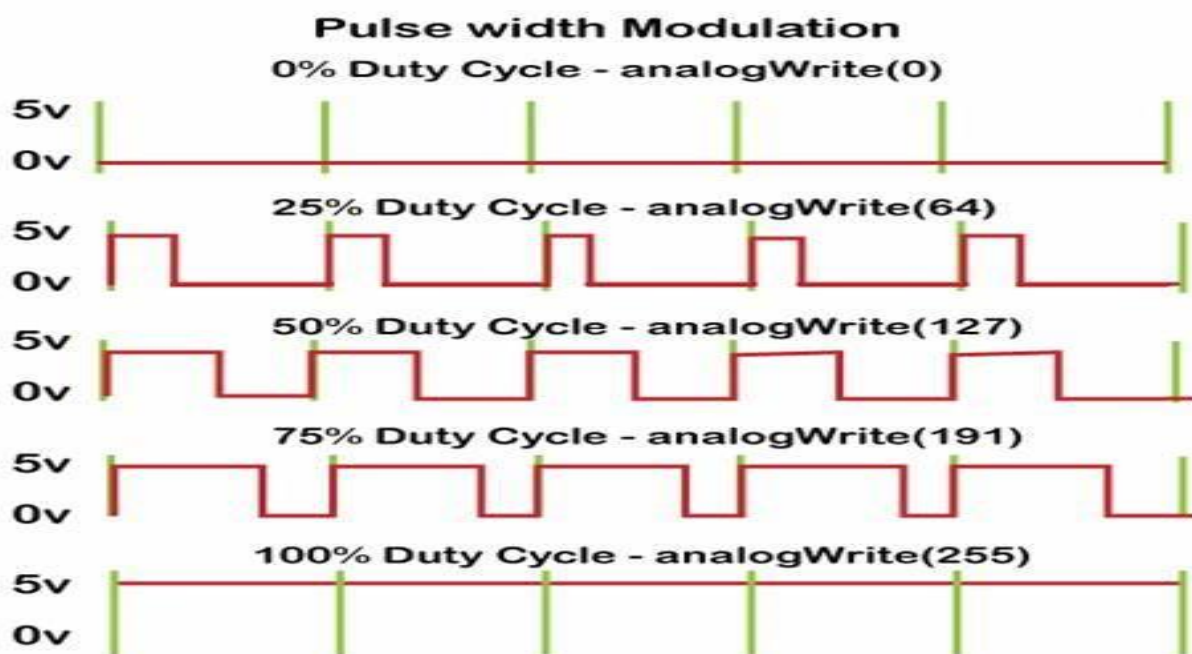 Pulse width Modulation
0% Duty Cycle - analogWrite(0)
5v
0v
25% Duty Cycle - analogWrite(64)
5v
0v
50% Duty Cycle - analogWrite(127)
5v
0v
75% Duty Cycle - analogWrite(191)
5v
0v
100% Duty Cycle - analogWrite(255)
5v
0v